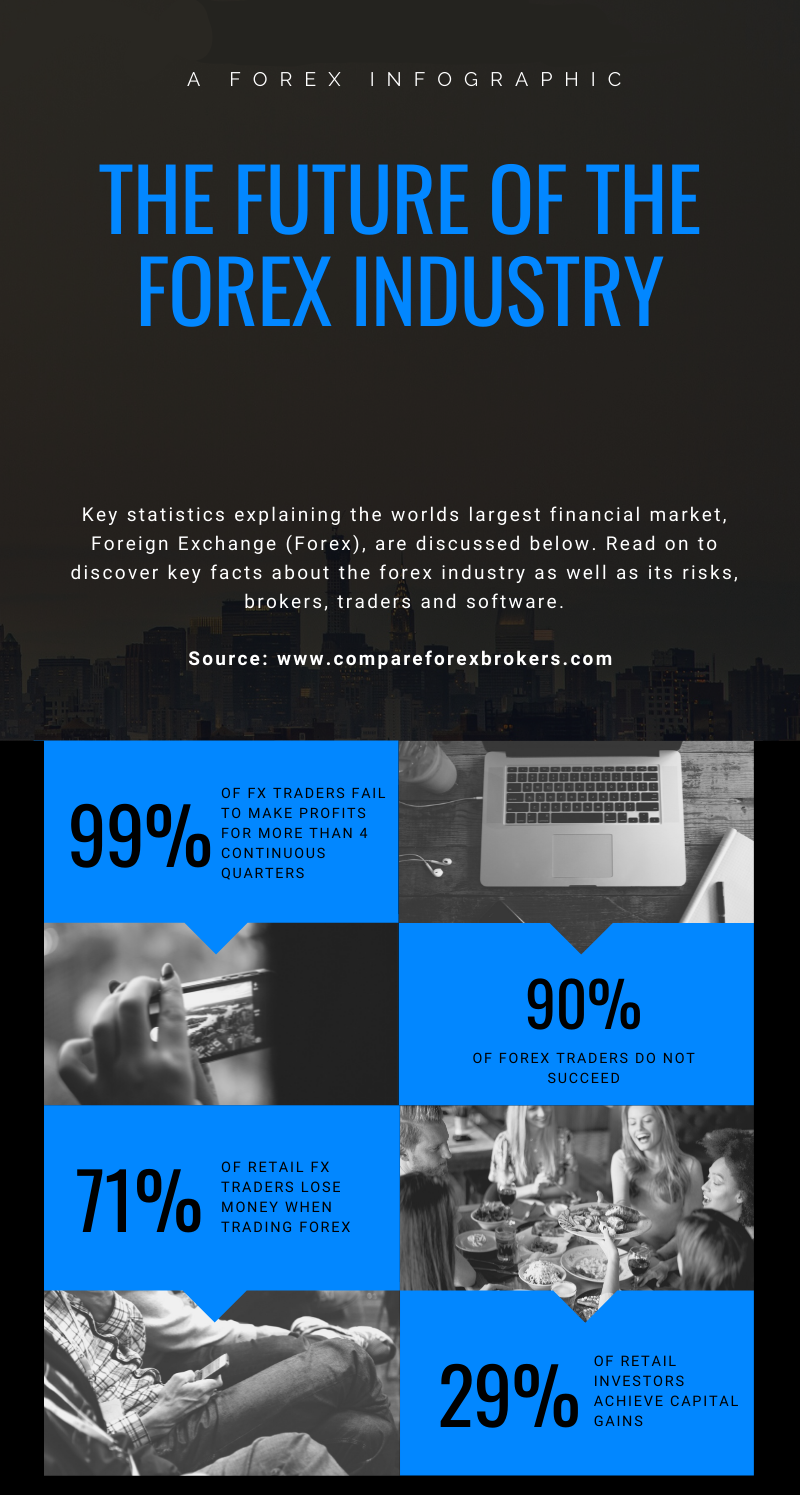 A FOREX INFOGRAPHIC
THE FUTURE OF THE
FOREX INDUSTRY
Key statistics explaining the worlds largest financial market,
Foreign Exchange (Forex), are discussed below. Read on to
discover key facts about the forex industry as well as its risks,
brokers, traders and software.
Source: www.compareforexbrokers.com
99%
OF FX TRADERS FAIL
TO MAKE PROFITS
FOR MORE THAN 4
CONTINUOUS
QUARTERS
90%
OF FOREX TRADERS DO NOT
SUCCEED
71%
OF RETAIL FX
TRADERS LOSE
MONEY WHEN
TRADING FOREX
29%
OF RETAIL
INVESTORS
ACHIEVE CAPITAL
GAINS